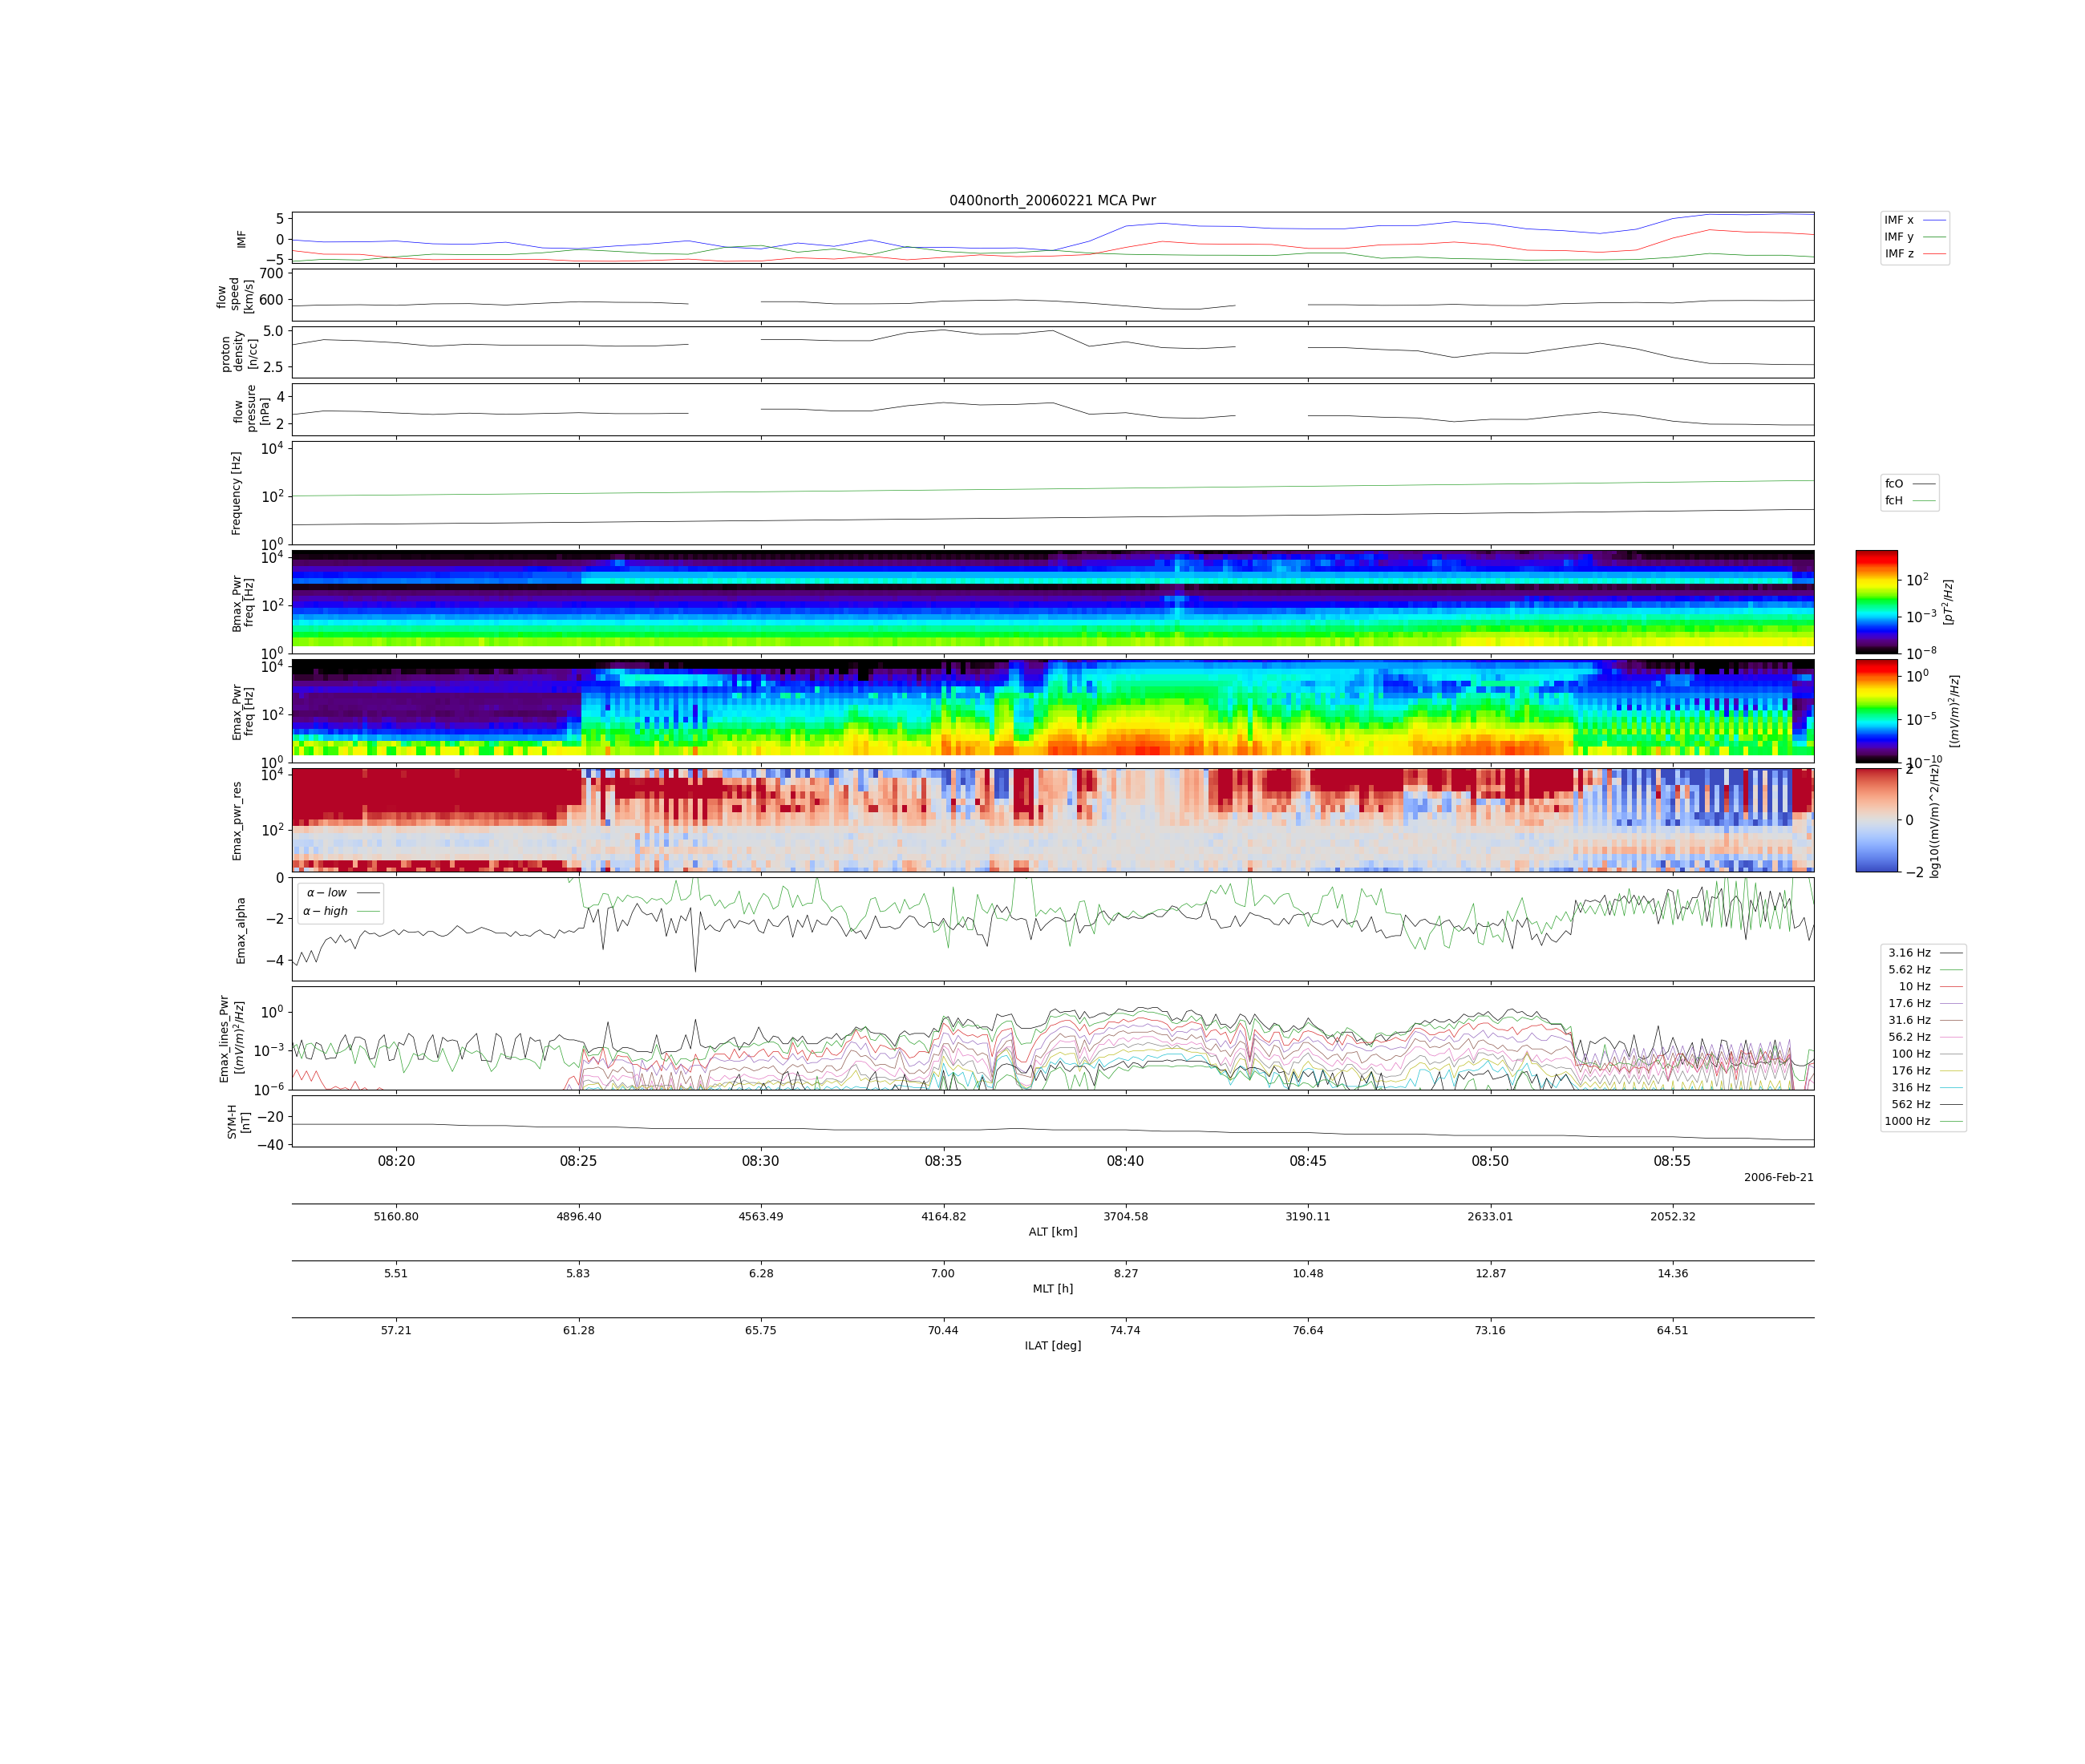 0400north_20060221 MCA Pwr
5
0
−5
IMF
IMF x
IMF y
IMF z
700
600
flow
speed
[km/s]
5.0
2.5
proton
density
[n/cc]
4
2
flow
pressure
[nPa]
10^4
10^2
10^0
Frequency [Hz]
fcO
fcH
10^4
10^2
10^0
Bmax_Pwr
freq [Hz]
10^2
10^−3
10^−8
[pT^2/Hz]
10^4
10^2
10^0
Emax_Pwr
freq [Hz]
10^0
10^−5
10^−10
[(mV/m)^2/Hz]
10^4
10^2
Emax_pwr_res
2
0
−2
log10((mV/m)^2/Hz)
0
−2
−4
Emax_alpha
α − low
α − high
10^0
10^−3
10^−6
Emax_lines_Pwr
[(mV/m)^2/Hz]
3.16 Hz
5.62 Hz
10 Hz
17.6 Hz
31.6 Hz
56.2 Hz
100 Hz
176 Hz
316 Hz
562 Hz
1000 Hz
−20
−40
SYM-H
[nT]
08:20 08:25 08:30 08:35 08:40 08:45 08:50 08:55
2006-Feb-21
5160.80 4896.40 4563.49 4164.82 3704.58 3190.11 2633.01 2052.32
ALT [km]
5.51 5.83 6.28 7.00 8.27 10.48 12.87 14.36
MLT [h]
57.21 61.28 65.75 70.44 74.74 76.64 73.16 64.51
ILAT [deg]